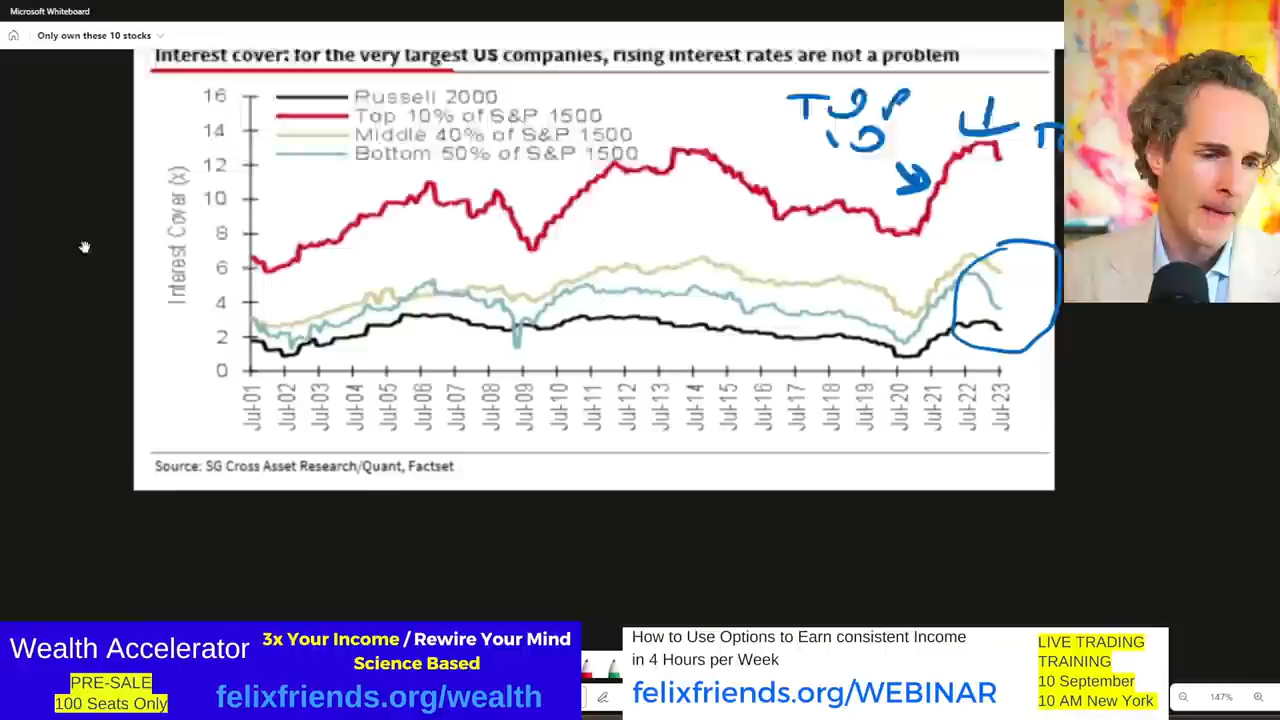 Microsoft Whiteboard
Only own these 10 stocks
Interest cover: for the very largest US companies, rising interest rates are not a problem
16
14
12
10
8
6
4
2
0
Interest Cover (x)
Russell 2000
Top 10% of S&P 1500
Middle 40% of S&P 1500
Bottom 50% of S&P 1500
TOP
10
Jul-01
Jul-02
Jul-03
Jul-04
Jul-05
Jul-06
Jul-07
Jul-08
Jul-09
Jul-10
Jul-11
Jul-12
Jul-13
Jul-14
Jul-15
Jul-16
Jul-17
Jul-18
Jul-19
Jul-20
Jul-21
Jul-22
Jul-23
Source: SG Cross Asset Research/Quant, Factset
Wealth Accelerator
PRE-SALE
100 Seats Only
3x Your Income / Rewire Your Mind
Science Based
felixfriends.org/wealth
How to Use Options to Earn consistent Income
in 4 Hours per Week
felixfriends.org/WEBINAR
LIVE TRADING
TRAINING
10 September
10 AM New York
147%